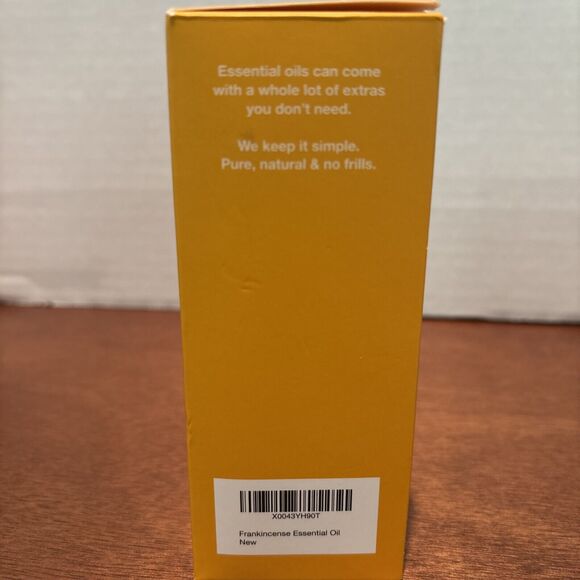 Essential oils can come
with a whole lot of extras
you don't need.
We keep it simple.
Pure, natural & no frills.
X0043YH90T
Frankincense Essential Oil
New